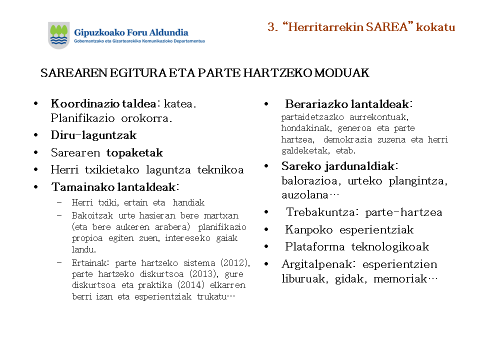 Gipuzkoako Foru Aldundia
Gobernantzako eta Gizartearekiko Komunikazioko Departamentua
3. “Herritarrekin SAREA” kokatu
SAREAREN EGITURA ETA PARTE HARTZEKO MODUAK
• Koordinazio taldea: katea.
Planifikazio orokorra.
• Diru-laguntzak
• Sarearen topaketak
• Herri txikietako laguntza teknikoa
• Tamainako lantaldeak:
– Herri txiki, ertain eta handiak
– Bakoitzak urte hasieran bere martxan
(eta bere aukeren arabera) planifikazio
propioa egiten zuen, intereseko gaiak
landu.
– Ertainak: parte hartzeko sistema (2012),
parte hartzeko diskurtsoa (2013), gure
diskurtsoa eta praktika (2014) elkarren
berri izan eta esperientziak trukatu…
• Berariazko lantaldeak:
partaidetzazko aurrekontuak,
hondakinak, generoa eta parte
hartzea, demokrazia zuzena eta herri
galdeketak, etab.
• Sareko jardunaldiak:
balorazioa, urteko plangintza,
auzolana…
• Trebakuntza: parte-hartzea
• Kanpoko esperientziak
• Plataforma teknologikoak
• Argitalpenak: esperientzien
liburuak, gidak, memoriak…